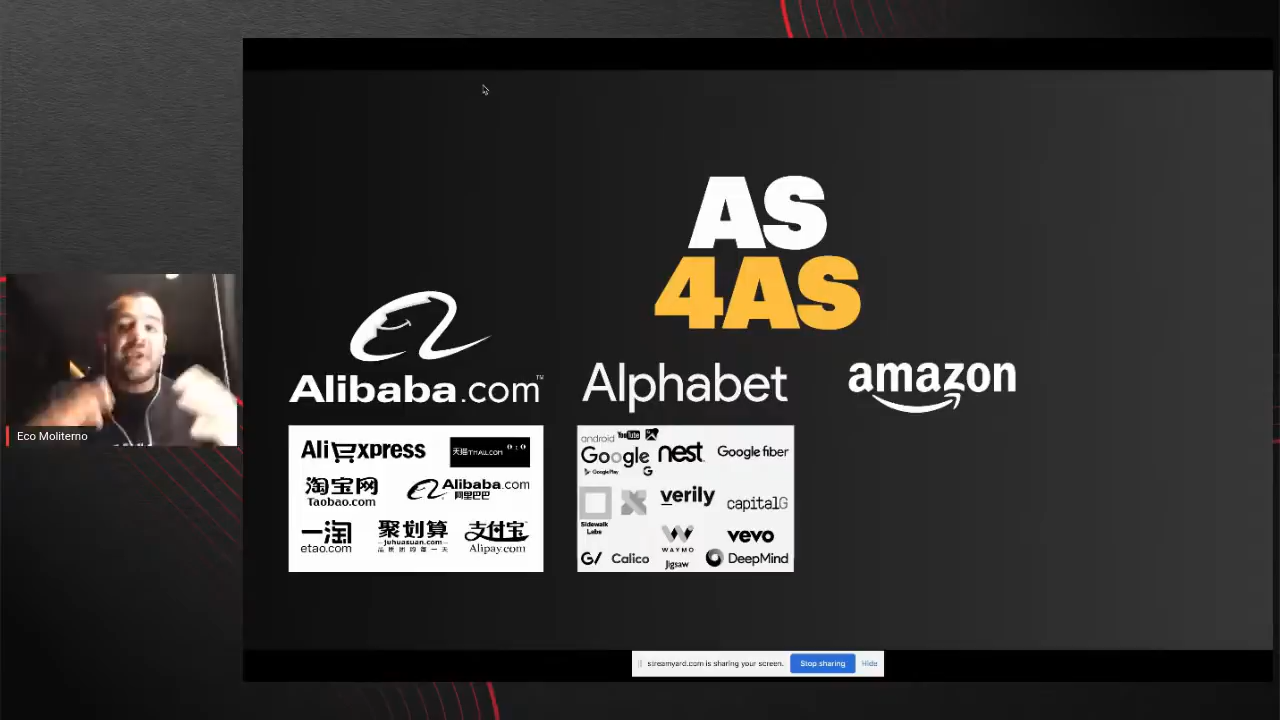 AS
4AS
Alibaba.com™
Alphabet
amazon
AliExpress
天猫 TMALL.COM
淘宝网
Taobao.com
Alibaba.com
阿里巴巴
一淘
etao.com
聚划算
juhuasuan.com
支付宝™
Alipay.com
android
YouTube
Google
nest
Google fiber
Google Play
G
Sidewalk
Labs
verily
capitalG
WAYMO
vevo
G/
Calico
Jigsaw
DeepMind
Eco Moliterno
streamyard.com is sharing your screen.
Stop sharing
Hide